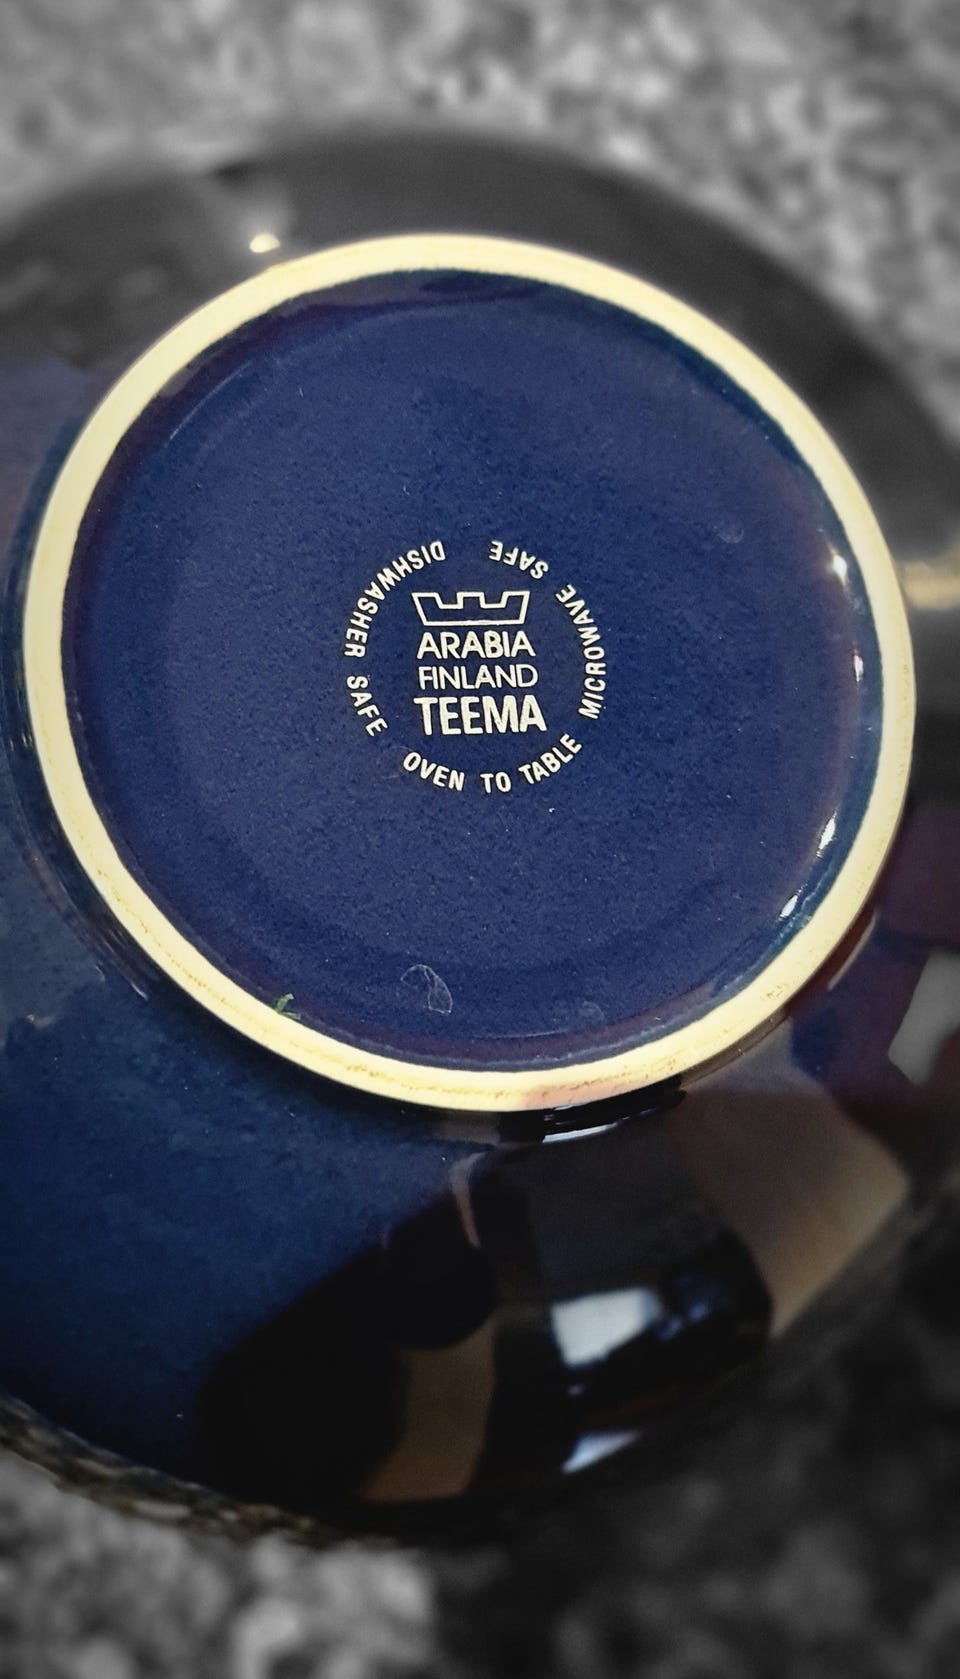 ARABIA
FINLAND
TEEMA
DISHWASHER SAFE
OVEN TO TABLE
MICROWAVE SAFE